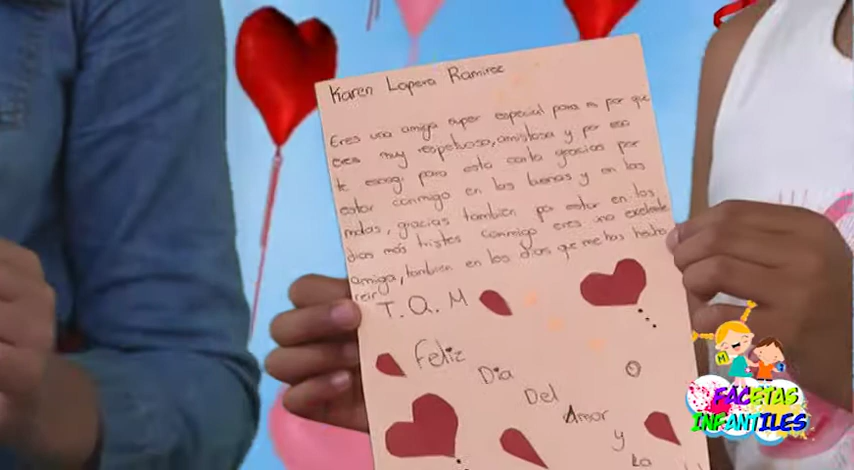 Karen Lopera Ramirez
Eres una amiga super especial para mi por que
eres muy respetuosa, amistosa y por eso
te escogi para esta carta gracias por
estar conmigo en las buenas y en las
malas, gracias tambien por estar en los
dias más tristes conmigo eres una excelente
amiga, tambien en los dias que me has hecho
reir
T.Q.M
Feliz
Dia
Del
Amor
y
La
FACETAS
INFANTILES